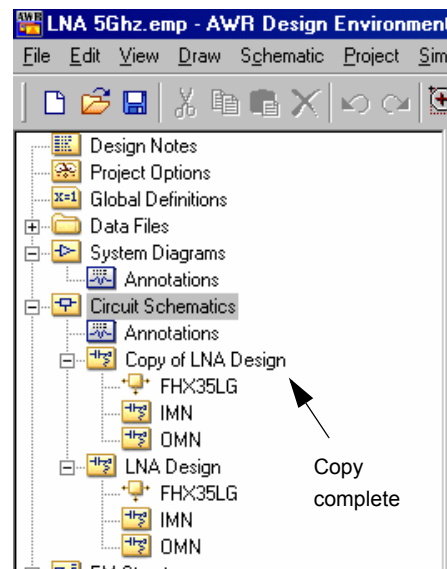 LNA 5Ghz.emp - AWR Design Environment
File Edit View Draw Schematic Project Sim
Design Notes
Project Options
X=1 Global Definitions
Data Files
System Diagrams
Annotations
Circuit Schematics
Annotations
Copy of LNA Design
FHX35LG
IMN
OMN
LNA Design
FHX35LG
IMN
OMN
Copy
complete